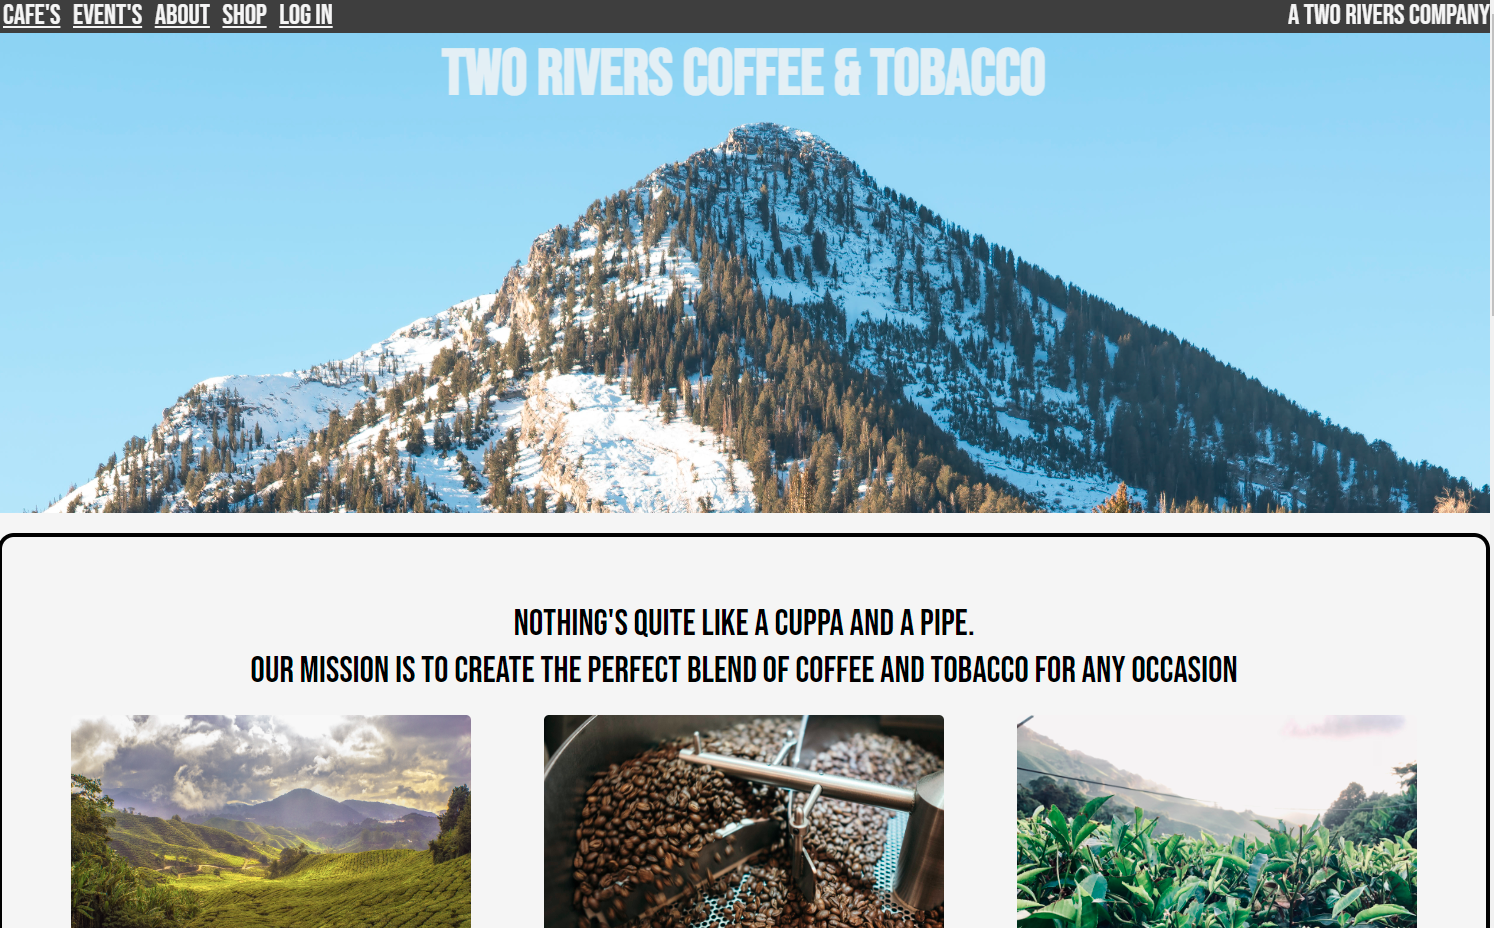 CAFE'S EVENT'S ABOUT SHOP LOG IN A TWO RIVERS COMPANY
TWO RIVERS COFFEE & TOBACCO
NOTHING'S QUITE LIKE A CUPPA AND A PIPE.
OUR MISSION IS TO CREATE THE PERFECT BLEND OF COFFEE AND TOBACCO FOR ANY OCCASION